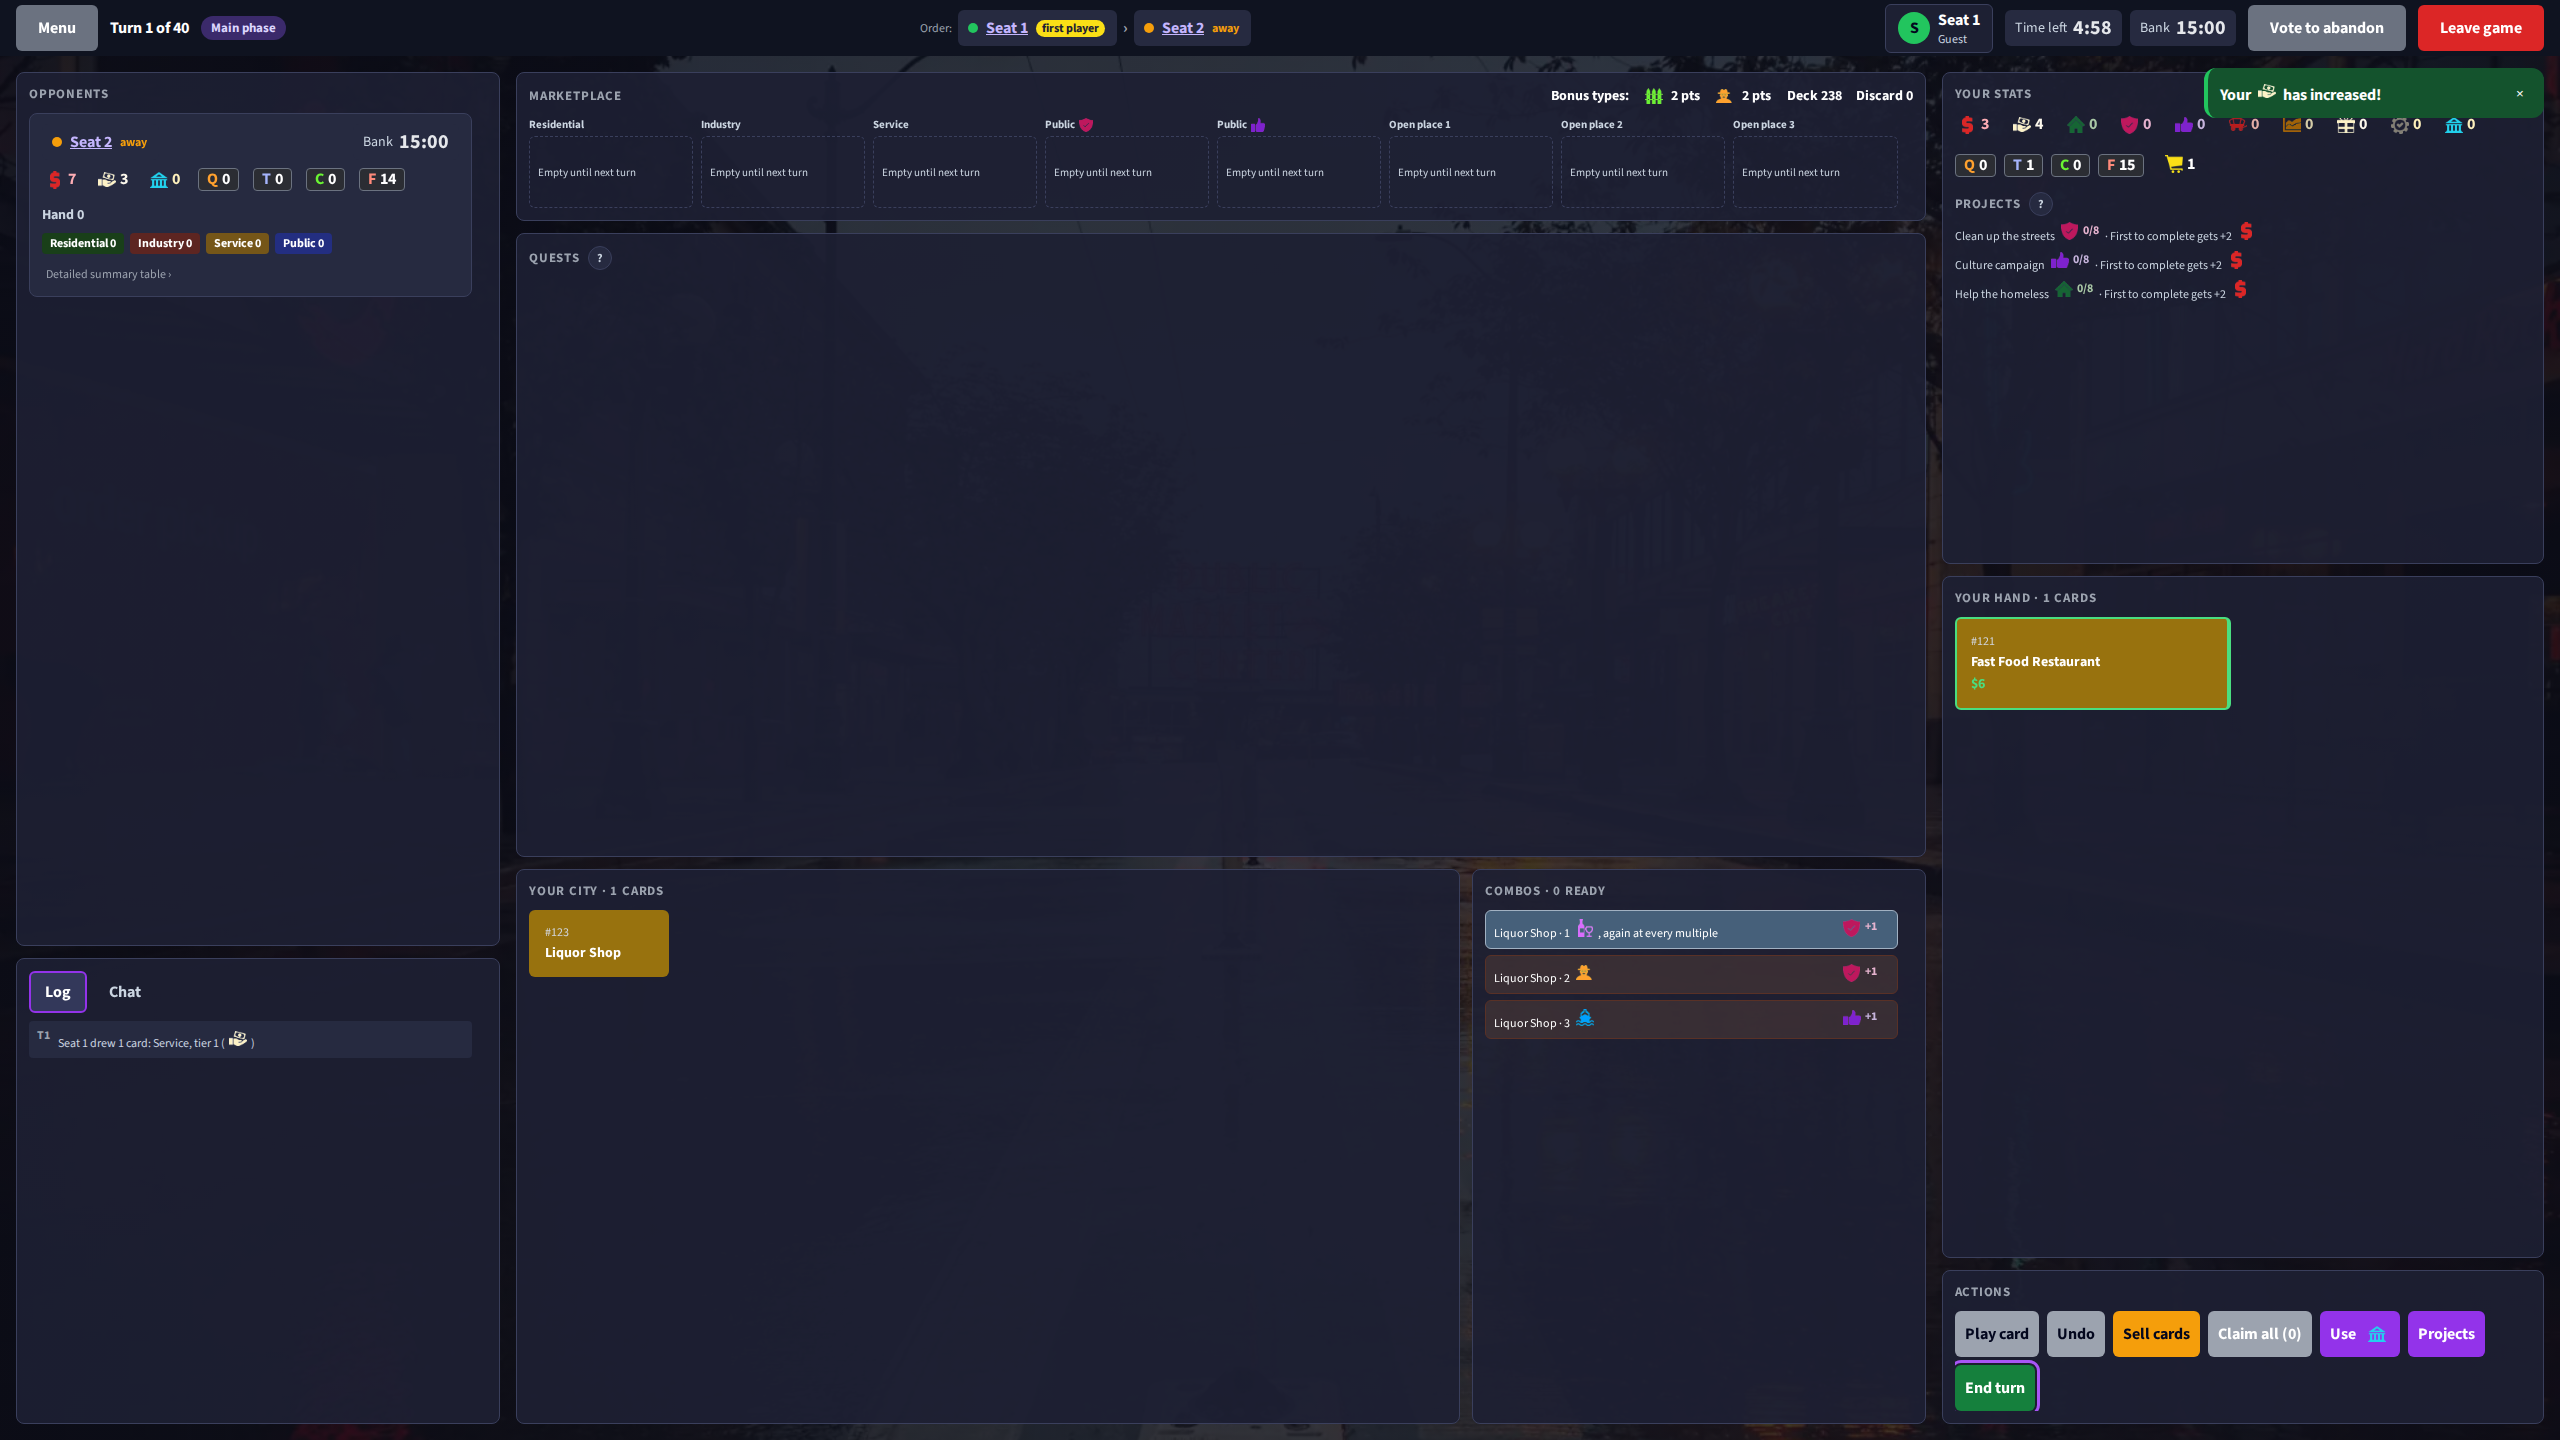 Menu
Turn 1 of 40
Main phase
Order:
Seat 1
first player
›
Seat 2
away
S
Seat 1
Guest
Time left 4:58
Bank 15:00
Vote to abandon
Leave game
OPPONENTS
Seat 2 away
Bank 15:00
7 3 0 Q 0 T 0 C 0 F 14
Hand 0
Residential 0 Industry 0 Service 0 Public 0
Detailed summary table ›
Log
Chat
T1 Seat 1 drew 1 card: Service, tier 1 ( )
MARKETPLACE
Bonus types: 2 pts 2 pts Deck 238 Discard 0
Residential
Industry
Service
Public
Public
Open place 1
Open place 2
Open place 3
Empty until next turn
Empty until next turn
Empty until next turn
Empty until next turn
Empty until next turn
Empty until next turn
Empty until next turn
Empty until next turn
QUESTS ?
YOUR CITY · 1 CARDS
#123
Liquor Shop
COMBOS · 0 READY
Liquor Shop · 1 , again at every multiple +1
Liquor Shop · 2 +1
Liquor Shop · 3 +1
YOUR STATS
Your has increased! ×
3 4 0 0 0 0 0 0 0 0
Q 0 T 1 C 0 F 15 1
PROJECTS ?
Clean up the streets 0/8 · First to complete gets +2
Culture campaign 0/8 · First to complete gets +2
Help the homeless 0/8 · First to complete gets +2
YOUR HAND · 1 CARDS
#121
Fast Food Restaurant
$6
ACTIONS
Play card
Undo
Sell cards
Claim all (0)
Use
Projects
End turn